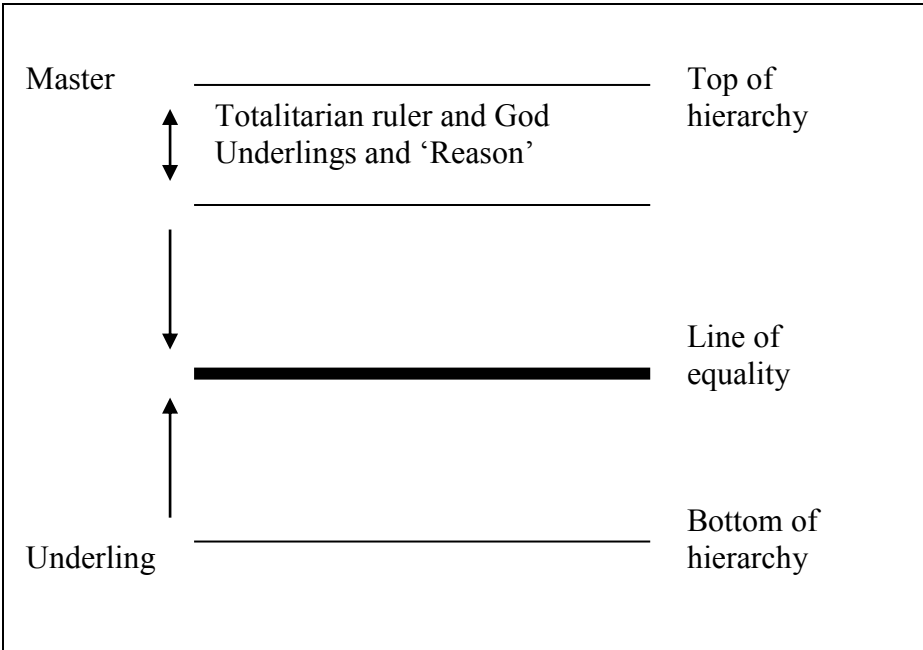 Master
Top of
hierarchy
Totalitarian ruler and God
Underlings and ‘Reason’
Line of
equality
Bottom of
hierarchy
Underling